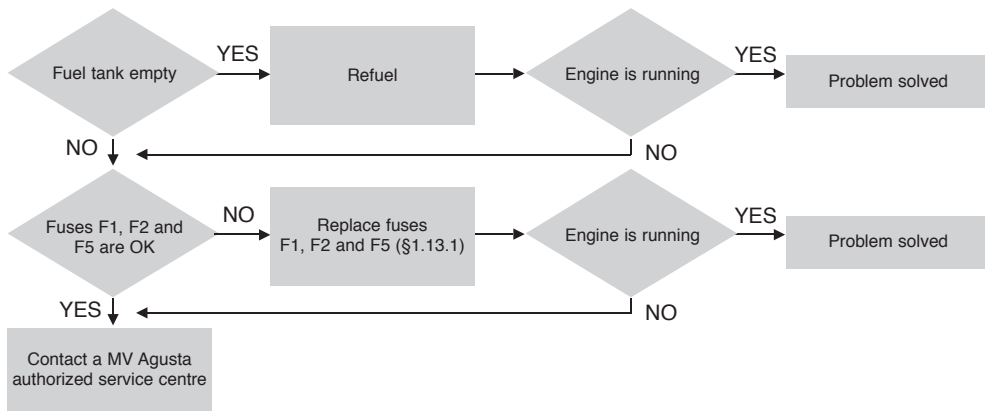 Fuel tank empty
YES
Refuel
Engine is running
YES
Problem solved
NO
NO
Fuses F1, F2 and
F5 are OK
NO
Replace fuses
F1, F2 and F5 (§1.13.1)
Engine is running
YES
Problem solved
YES
NO
Contact a MV Agusta
authorized service centre